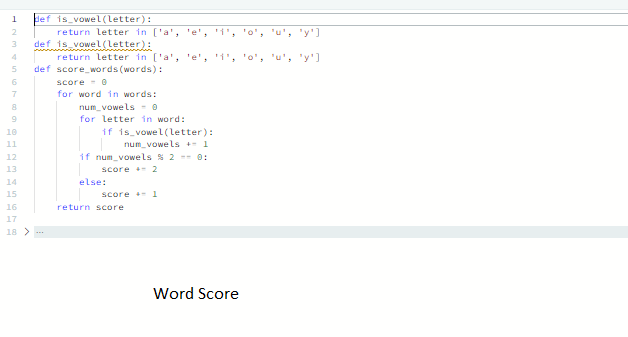 1 def is_vowel(letter):
2 return letter in ['a', 'e', 'i', 'o', 'u', 'y']
3 def is_vowel(letter):
4 return letter in ['a', 'e', 'i', 'o', 'u', 'y']
5 def score_words(words):
6 score = 0
7 for word in words:
8 num_vowels = 0
9 for letter in word:
10 if is_vowel(letter):
11 num_vowels += 1
12 if num_vowels % 2 == 0:
13 score += 2
14 else:
15 score += 1
16 return score
17
18 > ...
Word Score